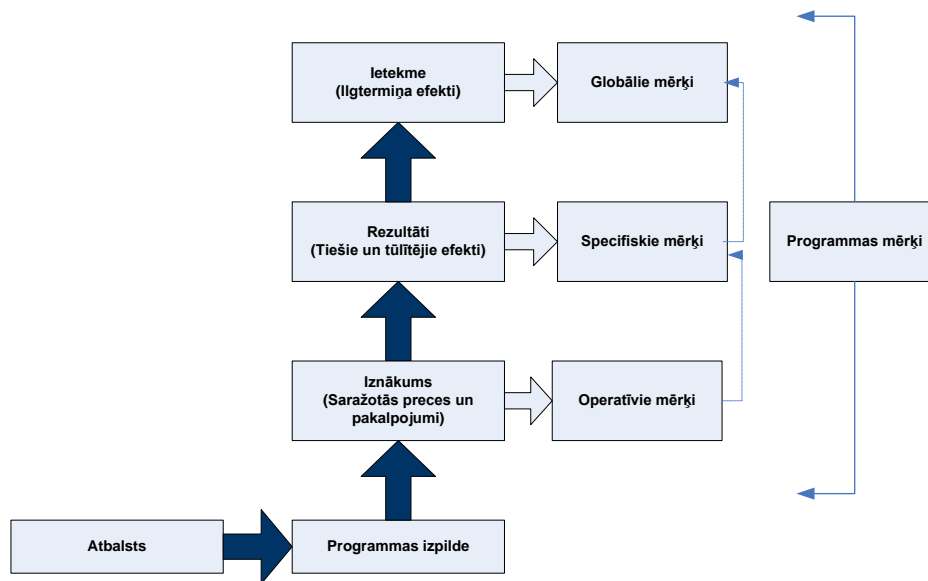 Ietekme
(Ilgtermiņa efekti)
Globālie mērķi
Rezultāti
(Tiešie un tūlītējie efekti)
Specifiskie mērķi
Programmas mērķi
Iznākums
(Saražotās preces un
pakalpojumi)
Operatīvie mērķi
Atbalsts
Programmas izpilde